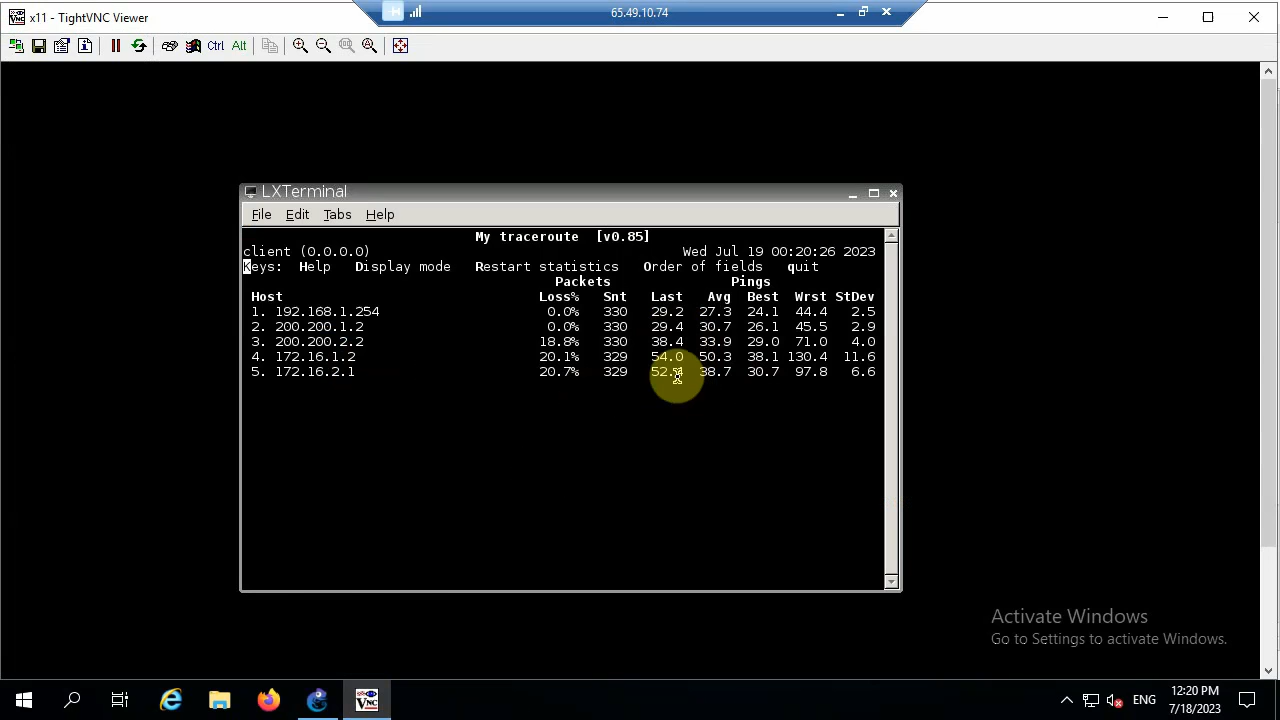 x11 - TightVNC Viewer
65.49.10.74
Ctrl Alt
LXTerminal
File Edit Tabs Help
My traceroute [v0.85]
client (0.0.0.0) Wed Jul 19 00:20:26 2023
Keys: Help Display mode Restart statistics Order of fields quit
Packets Pings
Host Loss% Snt Last Avg Best Wrst StDev
1. 192.168.1.254 0.0% 330 29.2 27.3 24.1 44.4 2.5
2. 200.200.1.2 0.0% 330 29.4 30.7 26.1 45.5 2.9
3. 200.200.2.2 18.8% 330 38.4 33.9 29.0 71.0 4.0
4. 172.16.1.2 20.1% 329 54.0 50.3 38.1 130.4 11.6
5. 172.16.2.1 20.7% 329 38.7 30.7 97.8 6.6
Activate Windows
Go to Settings to activate Windows.
VNC
ENG
12:20 PM
7/18/2023